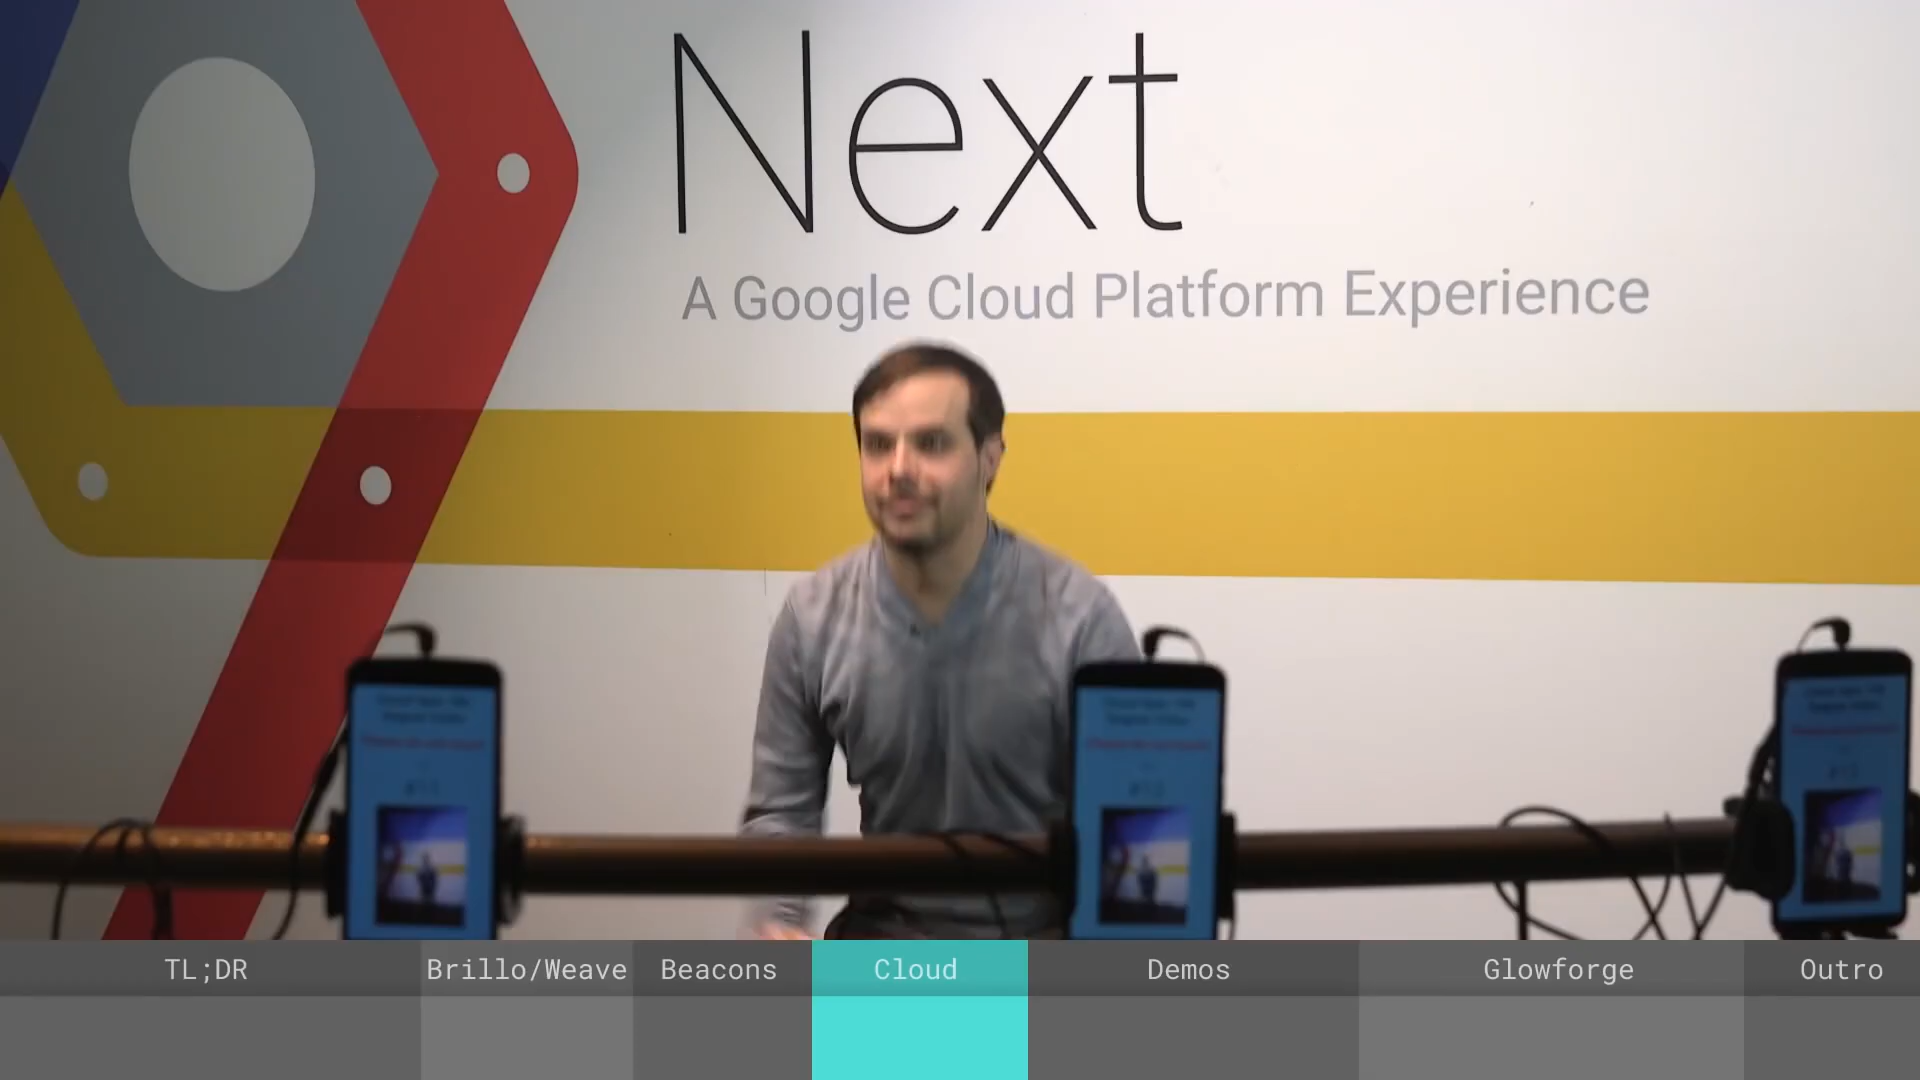 Next
A Google Cloud Platform Experience
TL;DR
Brillo/Weave
Beacons
Cloud
Demos
Glowforge
Outro